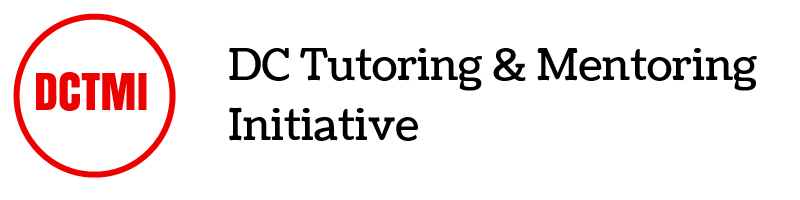 DCTMI
DC Tutoring & Mentoring
Initiative